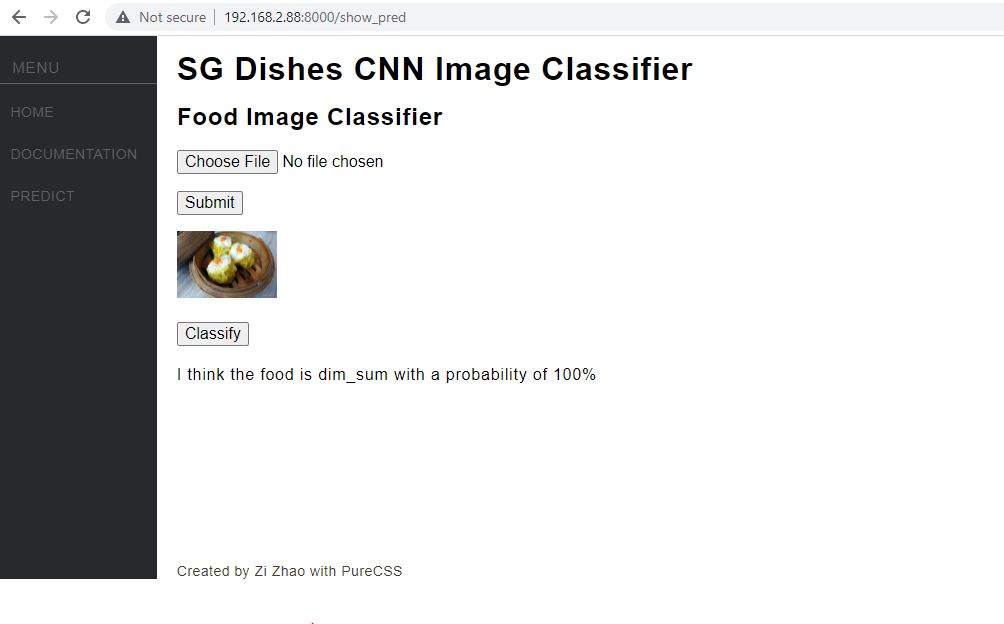 Not secure | 192.168.2.88:8000/show_pred
MENU
HOME
DOCUMENTATION
PREDICT
SG Dishes CNN Image Classifier
Food Image Classifier
Choose File No file chosen
Submit
Classify
I think the food is dim_sum with a probability of 100%
Created by Zi Zhao with PureCSS